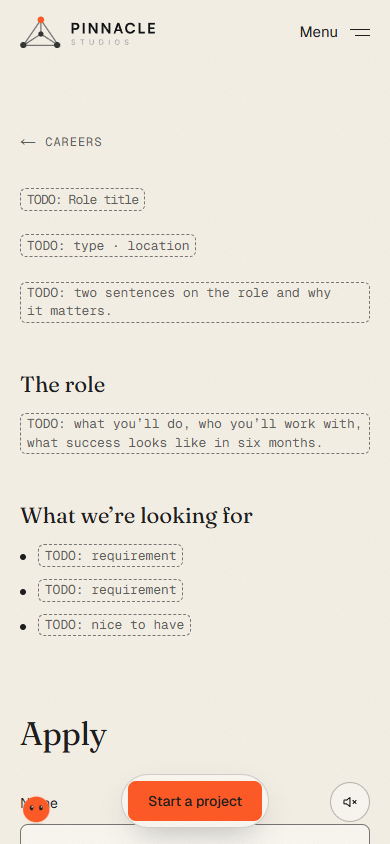 PINNACLE
STUDIOS
Menu
← CAREERS
TODO: Role title
TODO: type · location
TODO: two sentences on the role and why
it matters.
The role
TODO: what you’ll do, who you’ll work with,
what success looks like in six months.
What we’re looking for
• TODO: requirement
• TODO: requirement
• TODO: nice to have
Apply
Start a project